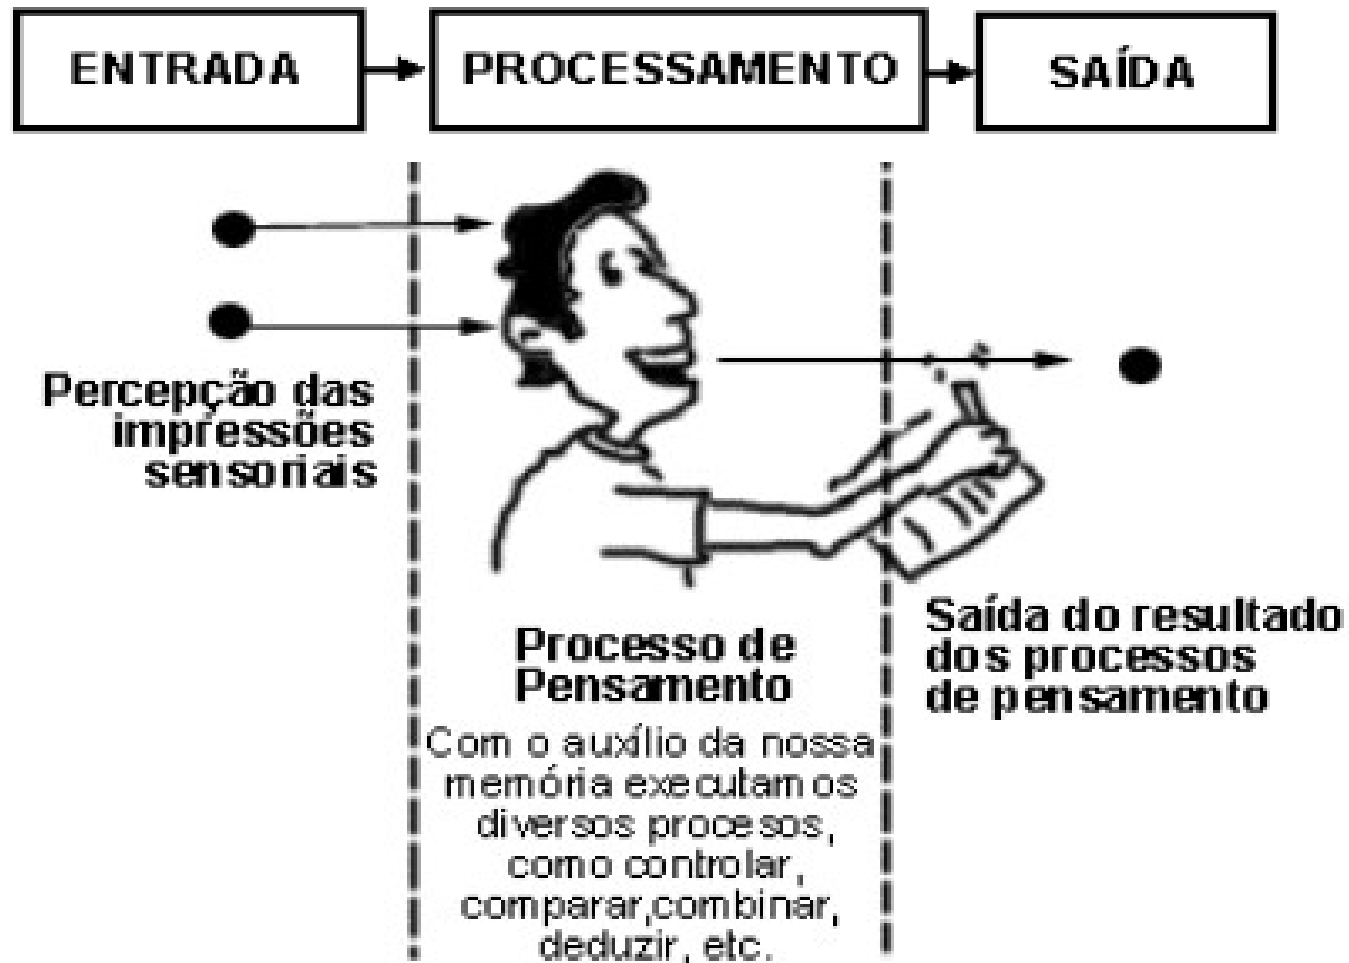 ENTRADA
PROCESSAMENTO
SAÍDA
Percepção das
impressões
sensoriais
Processo de
Pensamento
Com o auxílio da nossa
memória executamos
diversos procesos,
como controlar,
comparar,combinar,
deduzir, etc.
Saída do resultado
dos processos
de pensamento